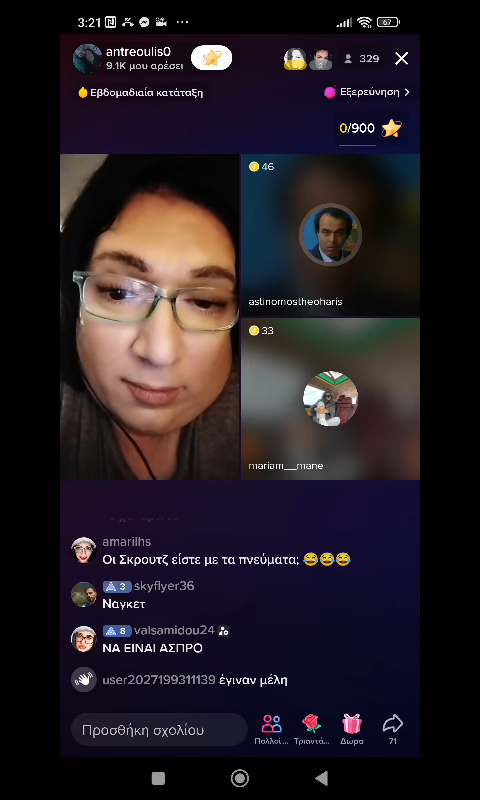 3:21
67
antreoulis0
9.1K μου αρέσει
329
Εβδομαδιαία κατάταξη
Εξερεύνηση
0/900
46
astinomostheoharis
33
mariam__mane
amarilhs
Οι Σκρουτζ είστε με τα πνεύματα; 😂😂😂
3 skyflyer36
Ναγκετ
8 valsamidou24
ΝΑ ΕΙΝΑΙ ΑΣΠΡΟ
user2027199311139 έγιναν μέλη
Προσθήκη σχολίου
Πολλοί...
Τριαντά...
Δώρο
71